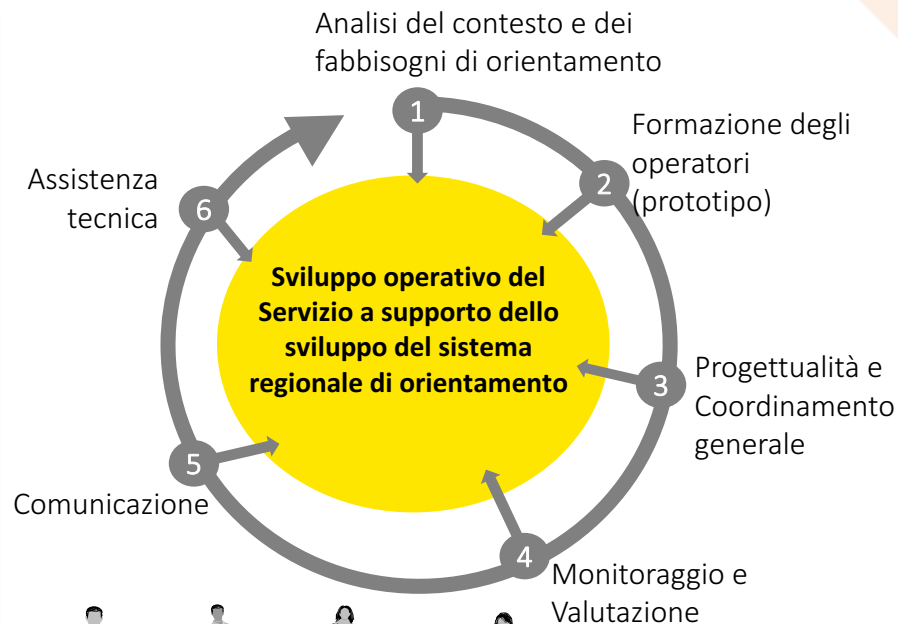 Analisi del contesto e dei
fabbisogni di orientamento
1
Formazione degli
operatori
(prototipo)
2
Assistenza
tecnica
6
Sviluppo operativo del
Servizio a supporto dello
sviluppo del sistema
regionale di orientamento
3
Progettualità e
Coordinamento
generale
5
Comunicazione
4
Monitoraggio e
Valutazione